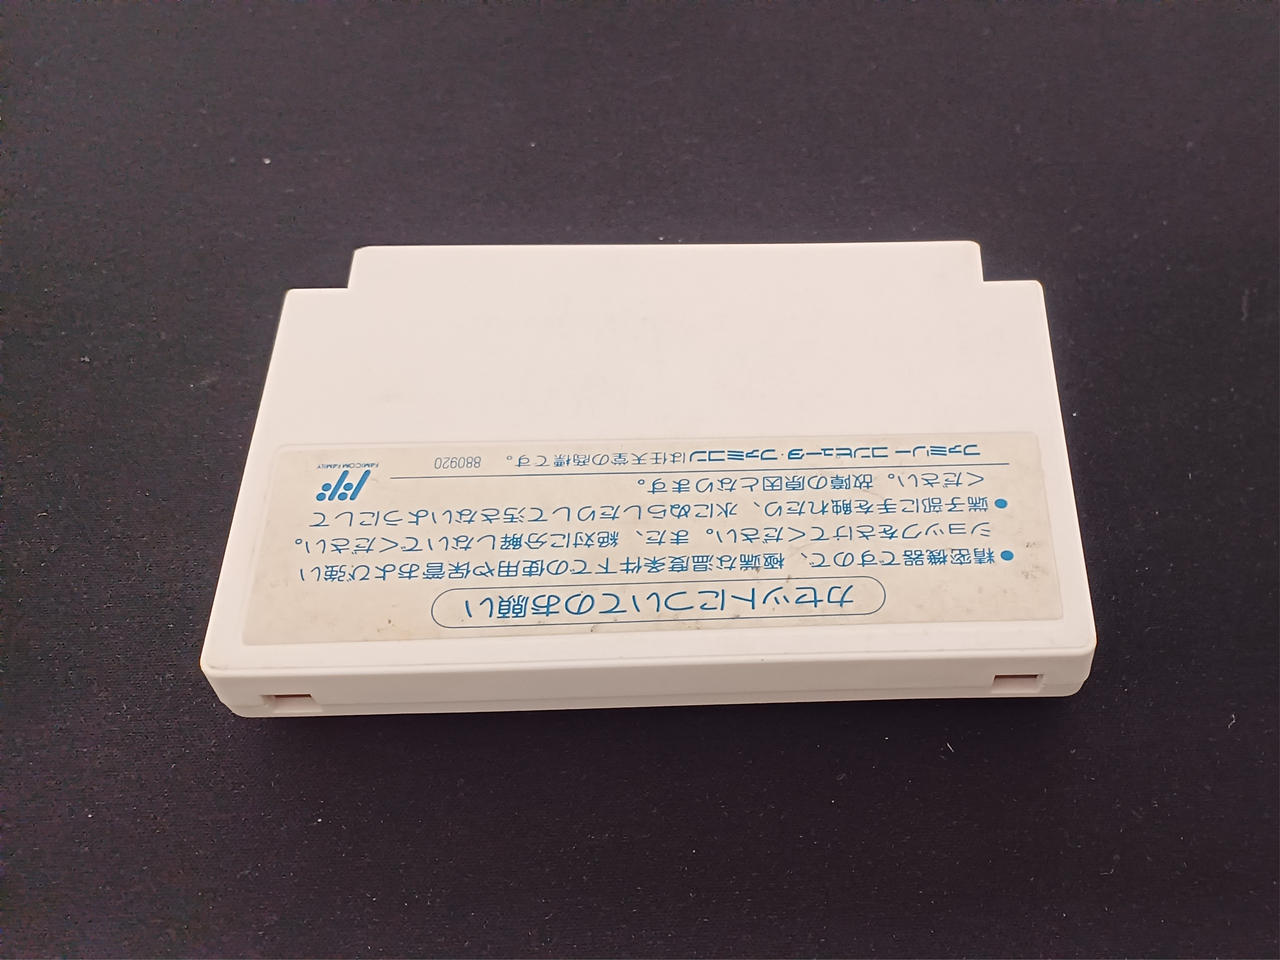 カセットについてのお願い
●精密機器ですので、極端な温度条件下での使用や保管および強い
ショックをさけてください。また、絶対に分解しないでください。
●端子部に手を触れたり、水にぬらしたりして汚さないようにして
ください。故障の原因となります。
ファミリーコンピュータ・ファミコンは任天堂の商標です。 880920
FAMICOM FAMILY